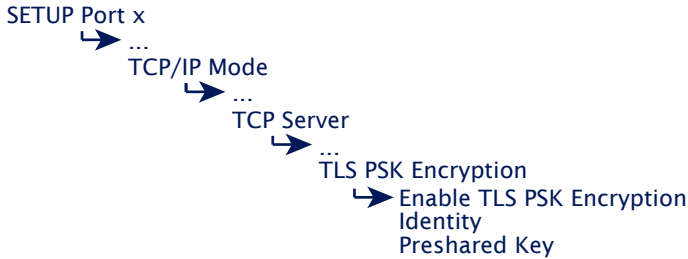 SETUP Port x
...
TCP/IP Mode
...
TCP Server
...
TLS PSK Encryption
Enable TLS PSK Encryption
Identity
Preshared Key